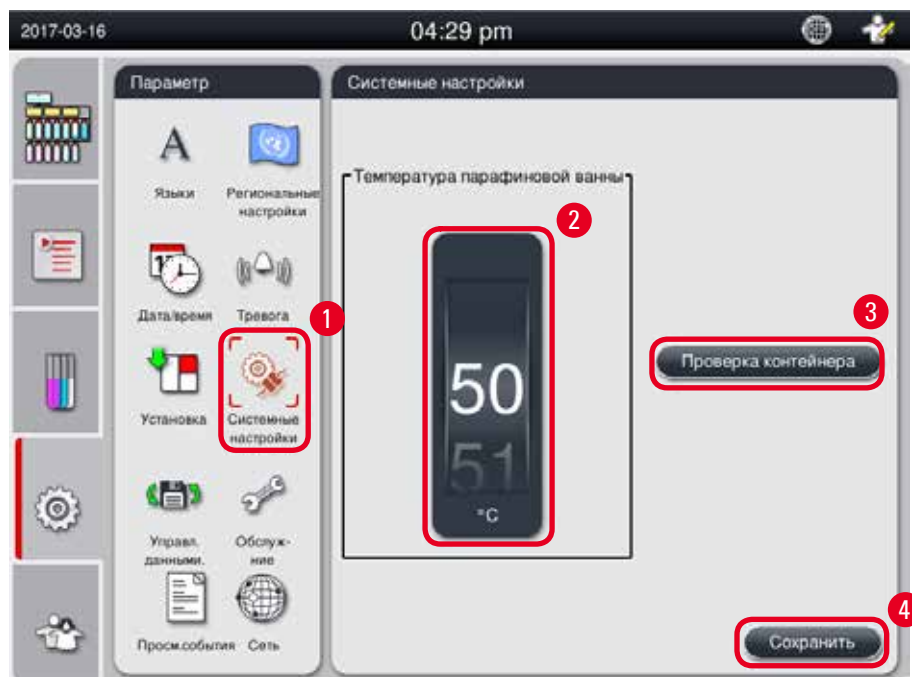 2017-03-16
04:29 pm
Параметр
Языки
Региональные
настройки
Дата/время
Тревога
1
Установка
Системные
настройки
Управл.
данными.
Обслуж-
ние
Просм.события
Сеть
Системные настройки
Температура парафиновой ванны
2
50
51
°C
3
Проверка контейнера
4
Сохранить